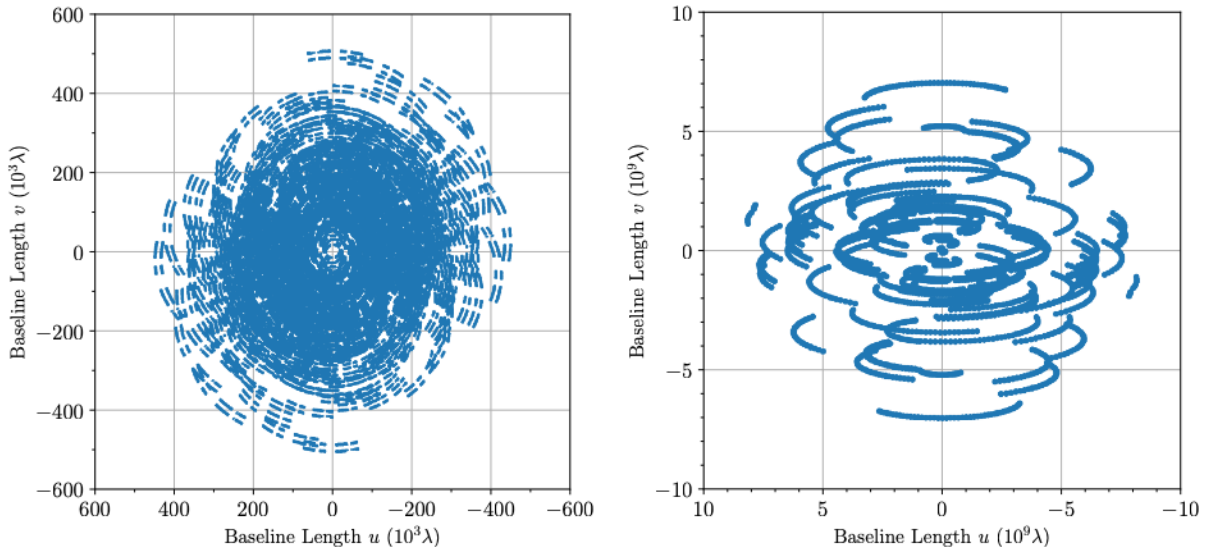 600
400
200
0
−200
−400
−600
600 400 200 0 −200 −400 −600
Baseline Length v (10³λ)
Baseline Length u (10³λ)
10
5
0
−5
−10
10 5 0 −5 −10
Baseline Length v (10⁹λ)
Baseline Length u (10⁹λ)